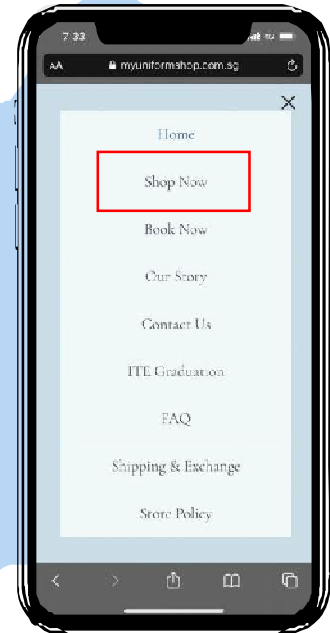 7:33
AA myuniformshop.com.sg
Home
Shop Now
Book Now
Our Story
Contact Us
ITE Graduation
FAQ
Shipping & Exchange
Store Policy